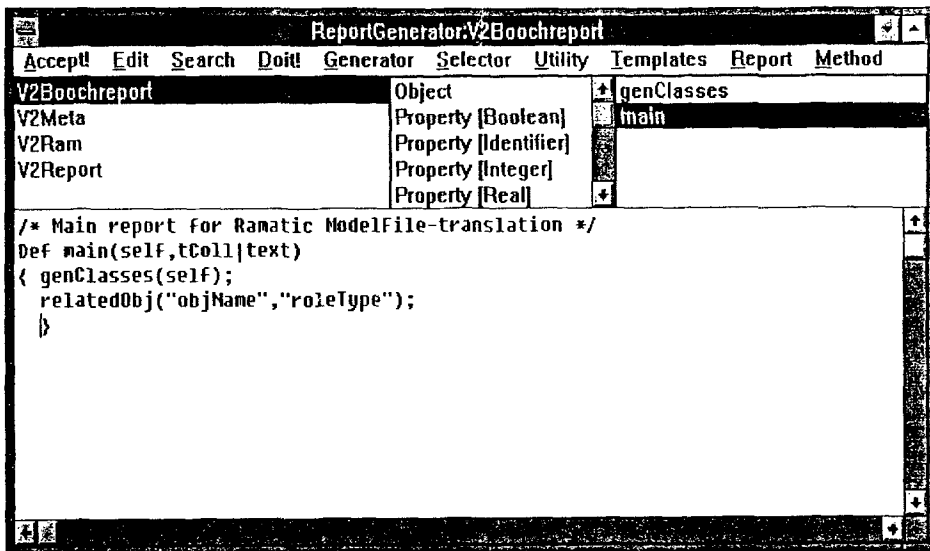 ReportGenerator:V2Boochreport
Accept! Edit Search Doit! Generator Selector Utility Templates Report Method
V2Boochreport
V2Meta
V2Ram
V2Report
Object
Property [Boolean]
Property [Identifier]
Property [Integer]
Property [Real]
genClasses
main
/* Main report for Ramatic ModelFile-translation */
Def main(self,tColl|text)
{ genClasses(self);
relatedObj("objName","roleType");
}